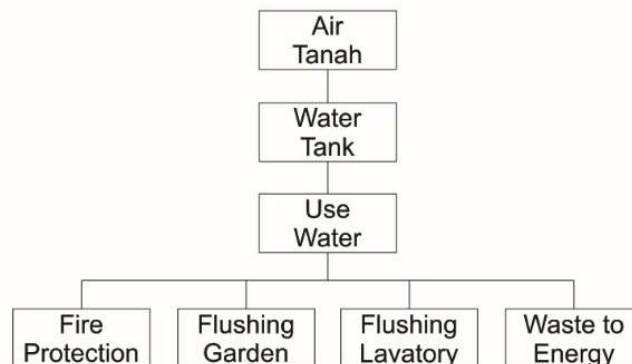 Air
Tanah
Water
Tank
Use
Water
Fire
Protection
Flushing
Garden
Flushing
Lavatory
Waste to
Energy